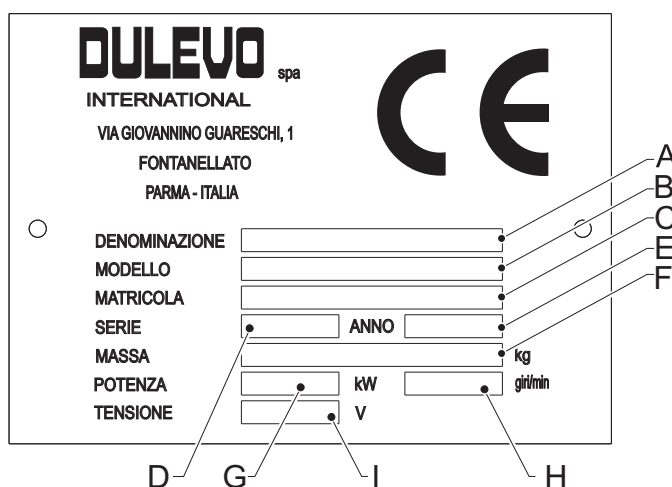 DULEVO spa
INTERNATIONAL
VIA GIOVANNINO GUARESCHI, 1
FONTANELLATO
PARMA - ITALIA
CE
A
B
C
E
F
DENOMINAZIONE
MODELLO
MATRICOLA
SERIE ANNO
MASSA kg
POTENZA kW giri/min
TENSIONE V
D G I H